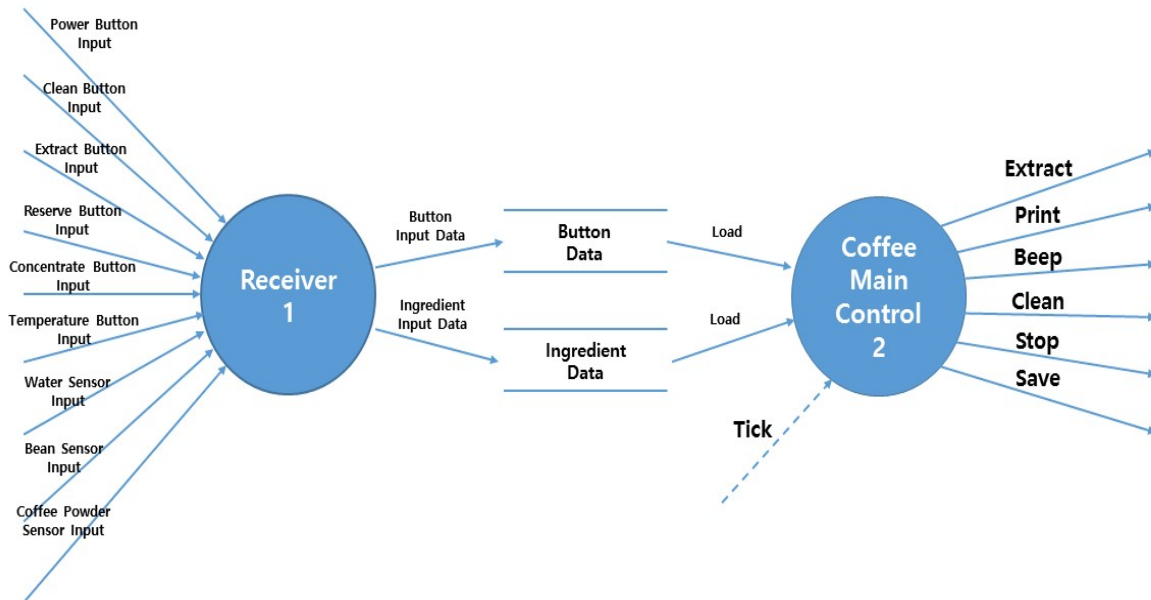 Power Button
Input
Clean Button
Input
Extract Button
Input
Reserve Button
Input
Concentrate Button
Input
Temperature Button
Input
Water Sensor
Input
Bean Sensor
Input
Coffee Powder
Sensor Input
Receiver
1
Button
Input Data
Ingredient
Input Data
Button
Data
Ingredient
Data
Load
Load
Tick
Coffee
Main
Control
2
Extract
Print
Beep
Clean
Stop
Save